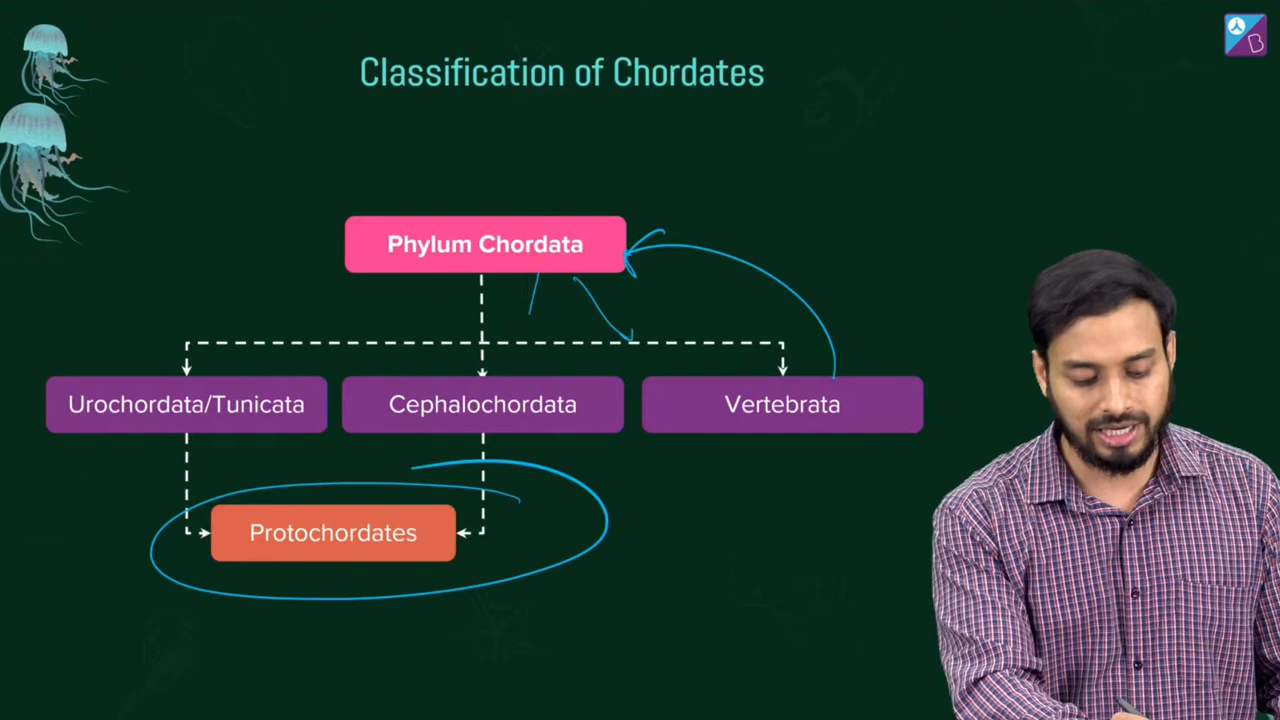 Classification of Chordates
Phylum Chordata
Urochordata/Tunicata
Cephalochordata
Vertebrata
Protochordates
B